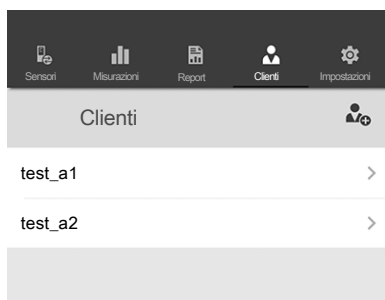 Sensori Misurazioni Report Clienti Impostazioni
Clienti
test_a1
test_a2